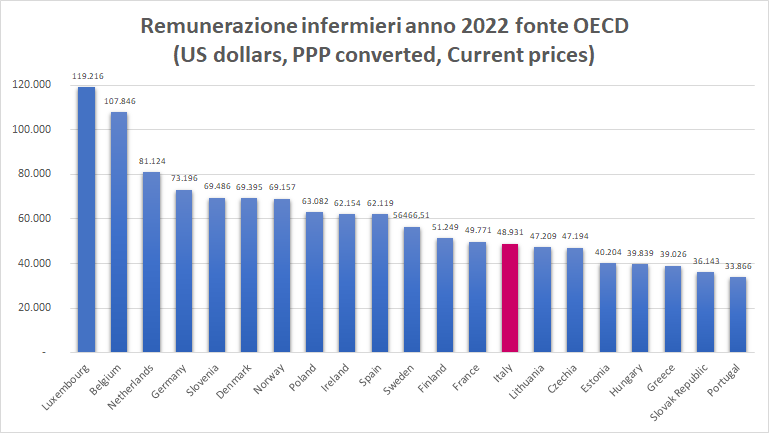 Remunerazione infermieri anno 2022 fonte OECD
(US dollars, PPP converted, Current prices)
120.000
100.000
80.000
60.000
40.000
20.000
-
119.216
107.846
81.124
73.196
69.486
69.395
69.157
63.082
62.154
62.119
56466,51
51.249
49.771
48.931
47.209
47.194
40.204
39.839
39.026
36.143
33.866
Luxembourg
Belgium
Netherlands
Germany
Slovenia
Denmark
Norway
Poland
Ireland
Spain
Sweden
Finland
France
Italy
Lithuania
Czechia
Estonia
Hungary
Greece
Slovak Republic
Portugal